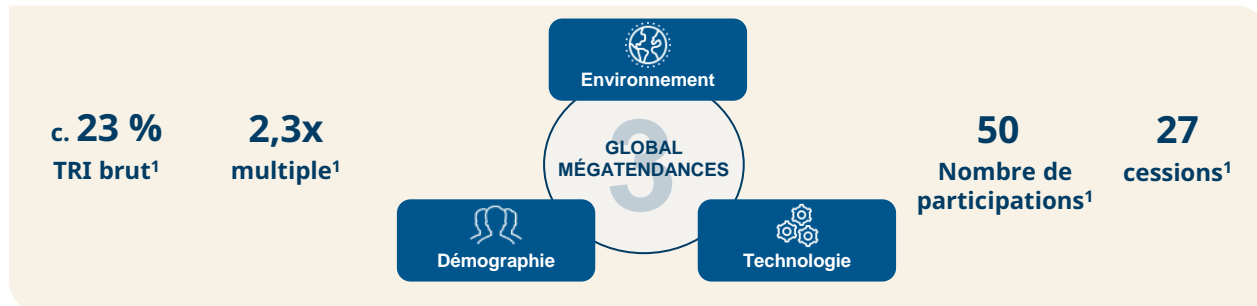 c. 23 %
TRI brut¹
2,3x
multiple¹
Environnement
3
GLOBAL
MÉGATENDANCES
Démographie
Technologie
50
Nombre de
participations¹
27
cessions¹